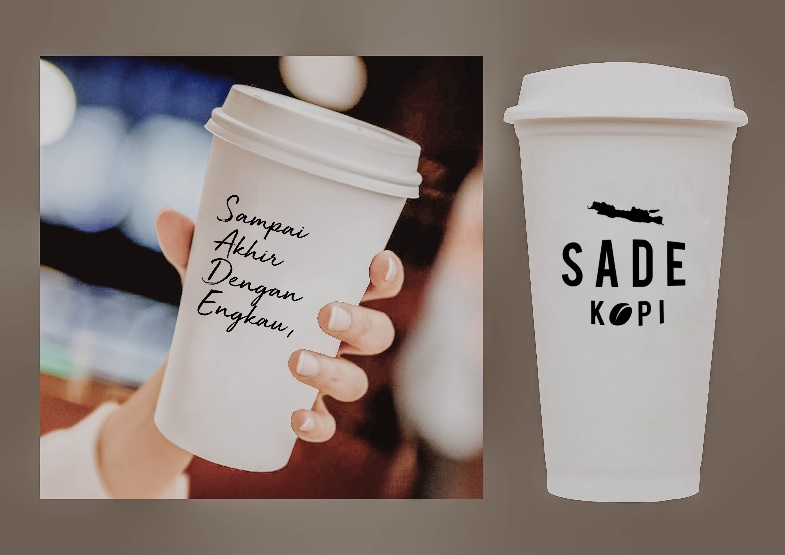 Sampai
Akhir
Dengan
Engkau,
SADE
KOPI